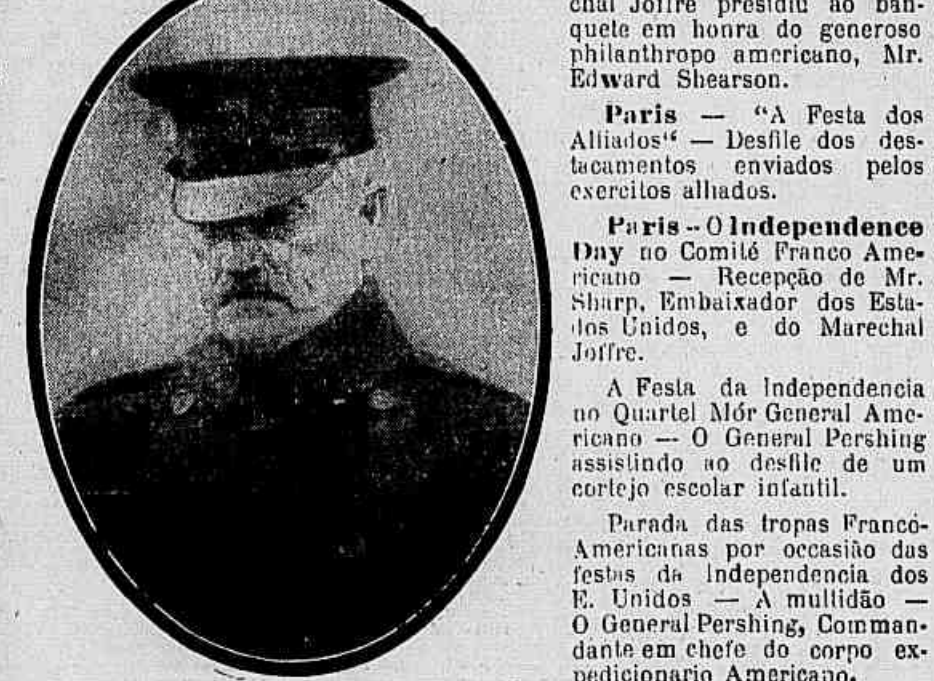 chal Joffre presidiu ao ban-
quete em honra do generoso
philanthropo americano, Mr.
Edward Shearson.
Paris — “A Festa dos
Alliados“ — Desfile dos des-
tacamentos enviados pelos
exercitos alliados.
Paris -- O Independence
Day no Comité Franco Ame-
ricano — Recepção de Mr.
Sharp, Embaixador dos Esta-
dos Unidos, e do Marechal
Joffre.
A Festa da Independencia
no Quartel Mór General Ame-
ricano — O General Pershing
assistindo ao desfile de um
cortejo escolar infantil.
Parada das tropas Francó-
Americanas por occasião das
festas da Independencia dos
E. Unidos — A multidão —
O General Pershing, Comman-
dante em chefe do corpo ex-
pedicionario Americano.